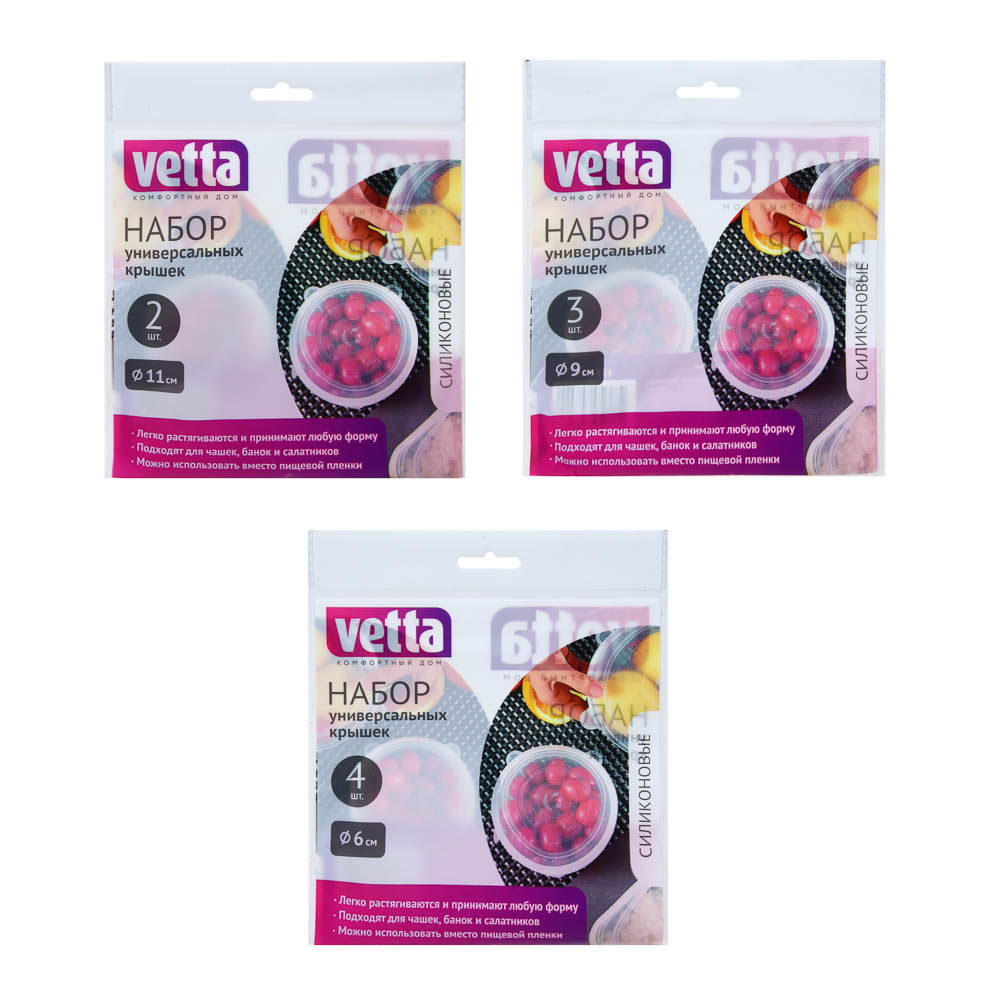 vetta
КОМФОРТНЫЙ ДОМ
НАБОР
универсальных
крышек
2
шт.
Ø 11 см
СИЛИКОНОВЫЕ
· Легко растягиваются и принимают любую форму
· Подходят для чашек, банок и салатников
· Можно использовать вместо пищевой пленки
vetta
КОМФОРТНЫЙ ДОМ
НАБОР
универсальных
крышек
3
шт.
Ø 9 см
СИЛИКОНОВЫЕ
· Легко растягиваются и принимают любую форму
· Подходят для чашек, банок и салатников
· Можно использовать вместо пищевой пленки
vetta
КОМФОРТНЫЙ ДОМ
НАБОР
универсальных
крышек
4
шт.
Ø 6 см
СИЛИКОНОВЫЕ
· Легко растягиваются и принимают любую форму
· Подходят для чашек, банок и салатников
· Можно использовать вместо пищевой пленки